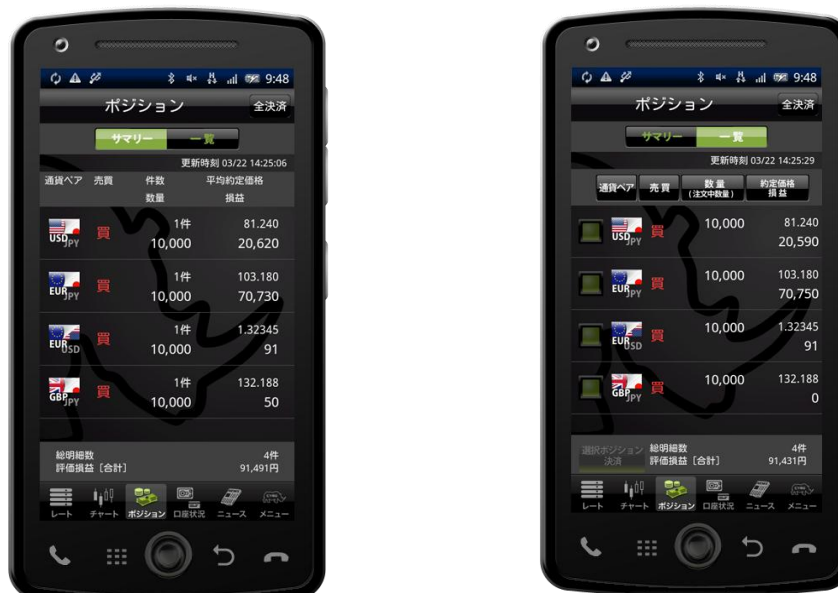 9:48
ポジション
全決済
サマリー
一覧
更新時刻 03/22 14:25:06
通貨ペア 売買 件数 平均約定価格
数量 損益
USD JPY 買 1件 81.240
10,000 20,620
EUR JPY 買 1件 103.180
10,000 70,730
EUR USD 買 1件 1.32345
10,000 91
GBP JPY 買 1件 132.188
10,000 50
総明細数 4件
評価損益［合計］ 91,491円
レート チャート ポジション 口座状況 ニュース メニュー
9:48
ポジション
全決済
サマリー
一覧
更新時刻 03/22 14:25:29
通貨ペア 売買 数量 約定価格
（注文中数量） 損益
USD JPY 買 10,000 81.240
20,590
EUR JPY 買 10,000 103.180
70,750
EUR USD 買 10,000 1.32345
91
GBP JPY 買 10,000 132.188
0
選択ポジション 総明細数 4件
決済 評価損益［合計］ 91,431円
レート チャート ポジション 口座状況 ニュース メニュー